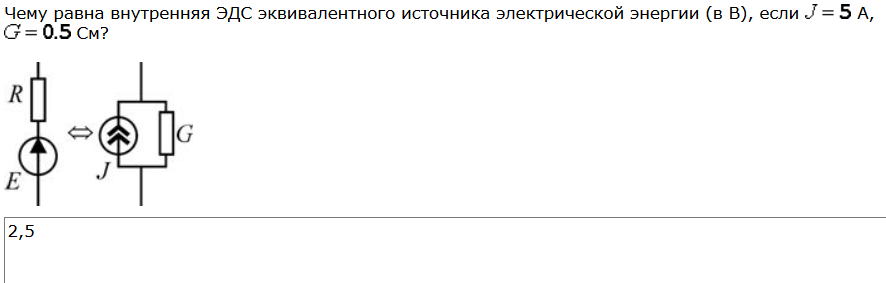 Чему равна внутренняя ЭДС эквивалентного источника электрической энергии (в В), если J = 5 А,
G = 0.5 См?
R
G
E
J
2,5